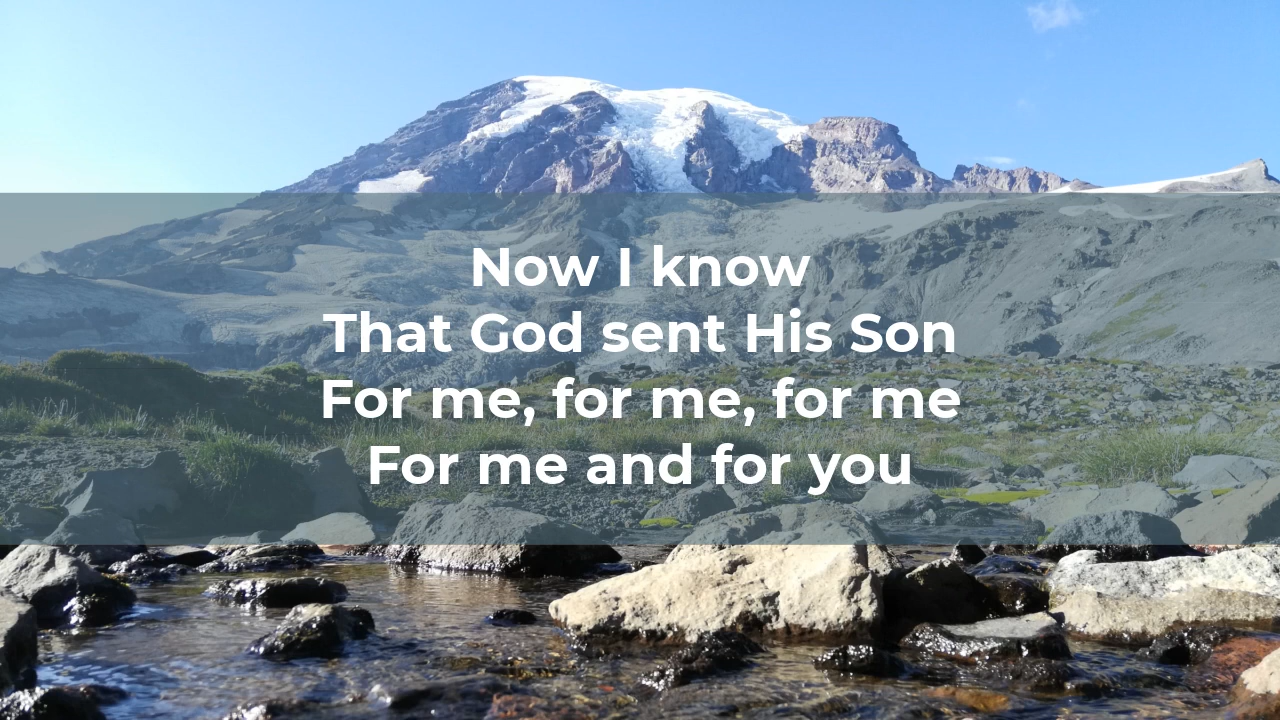 Now I know
That God sent His Son
For me, for me, for me
For me and for you